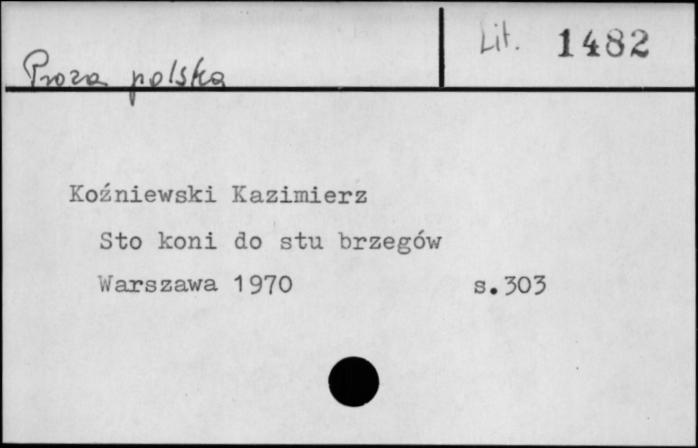 Proza polska
Lit. 1482
Koźniewski Kazimierz
Sto koni do stu brzegów
Warszawa 1970 s.303